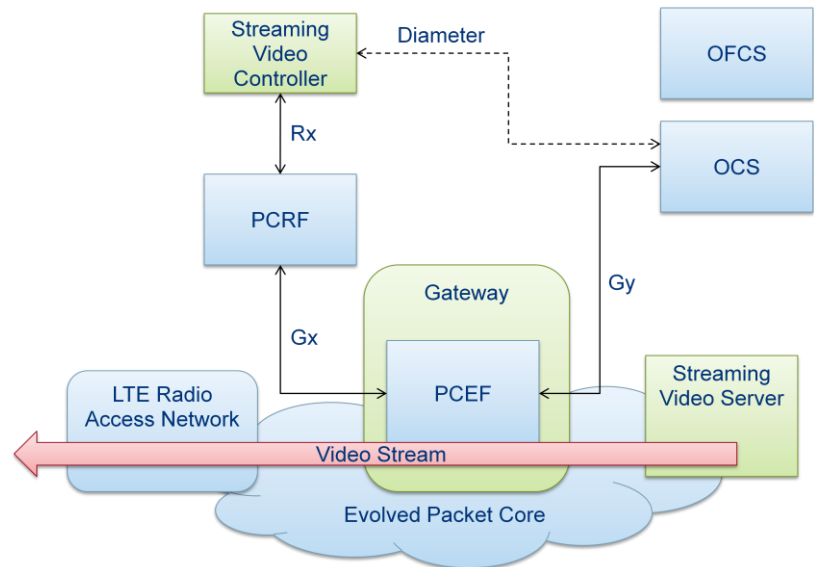 Streaming
Video
Controller
Diameter
OFCS
Rx
OCS
PCRF
Gateway
Gy
Gx
PCEF
LTE Radio
Access Network
Streaming
Video Server
Video Stream
Evolved Packet Core